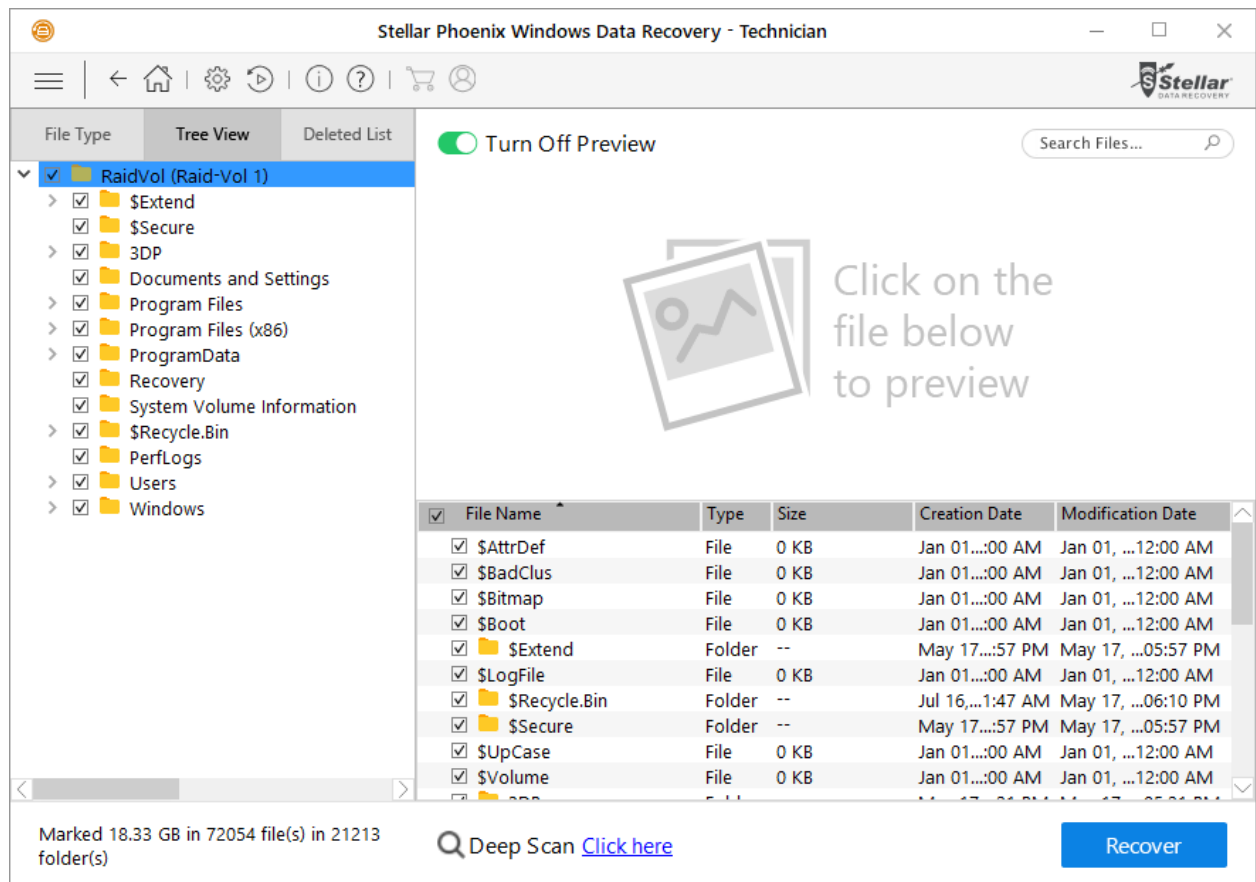 Stellar Phoenix Windows Data Recovery - Technician
Stellar
DATA RECOVERY
File Type Tree View Deleted List
Turn Off Preview
Search Files...
RaidVol (Raid-Vol 1)
$Extend
$Secure
3DP
Documents and Settings
Program Files
Program Files (x86)
ProgramData
Recovery
System Volume Information
$Recycle.Bin
PerfLogs
Users
Windows
Click on the
file below
to preview
File Name Type Size Creation Date Modification Date
$AttrDef File 0 KB Jan 01...:00 AM Jan 01, ...12:00 AM
$BadClus File 0 KB Jan 01...:00 AM Jan 01, ...12:00 AM
$Bitmap File 0 KB Jan 01...:00 AM Jan 01, ...12:00 AM
$Boot File 0 KB Jan 01...:00 AM Jan 01, ...12:00 AM
$Extend Folder -- May 17...:57 PM May 17, ...05:57 PM
$LogFile File 0 KB Jan 01...:00 AM Jan 01, ...12:00 AM
$Recycle.Bin Folder -- Jul 16,...1:47 AM May 17, ...06:10 PM
$Secure Folder -- May 17...:57 PM May 17, ...05:57 PM
$UpCase File 0 KB Jan 01...:00 AM Jan 01, ...12:00 AM
$Volume File 0 KB Jan 01...:00 AM Jan 01, ...12:00 AM
Marked 18.33 GB in 72054 file(s) in 21213
folder(s)
Deep Scan Click here
Recover